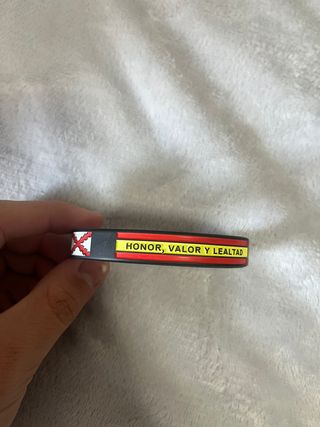 HONOR, VALOR Y LEALTAD